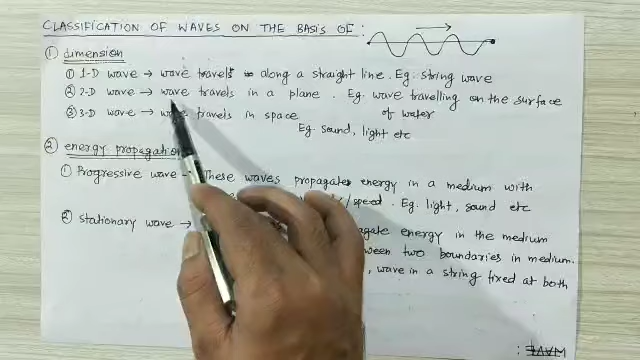 CLASSIFICATION OF WAVES ON THE BASIS OF :
① dimension
① 1-D wave → wave travels along a straight line. Eg. string wave
② 2-D wave → wave travels in a plane. Eg. wave travelling on the surface of water
③ 3-D wave → travels in space
Eg. Sound, light etc
② energy propagation
① Progressive wave - These waves propagate energy in a medium with
/speed. Eg. light, sound etc
② Stationary wave → energy in the medium
two boundaries in medium.
, wave in a string fixed at both